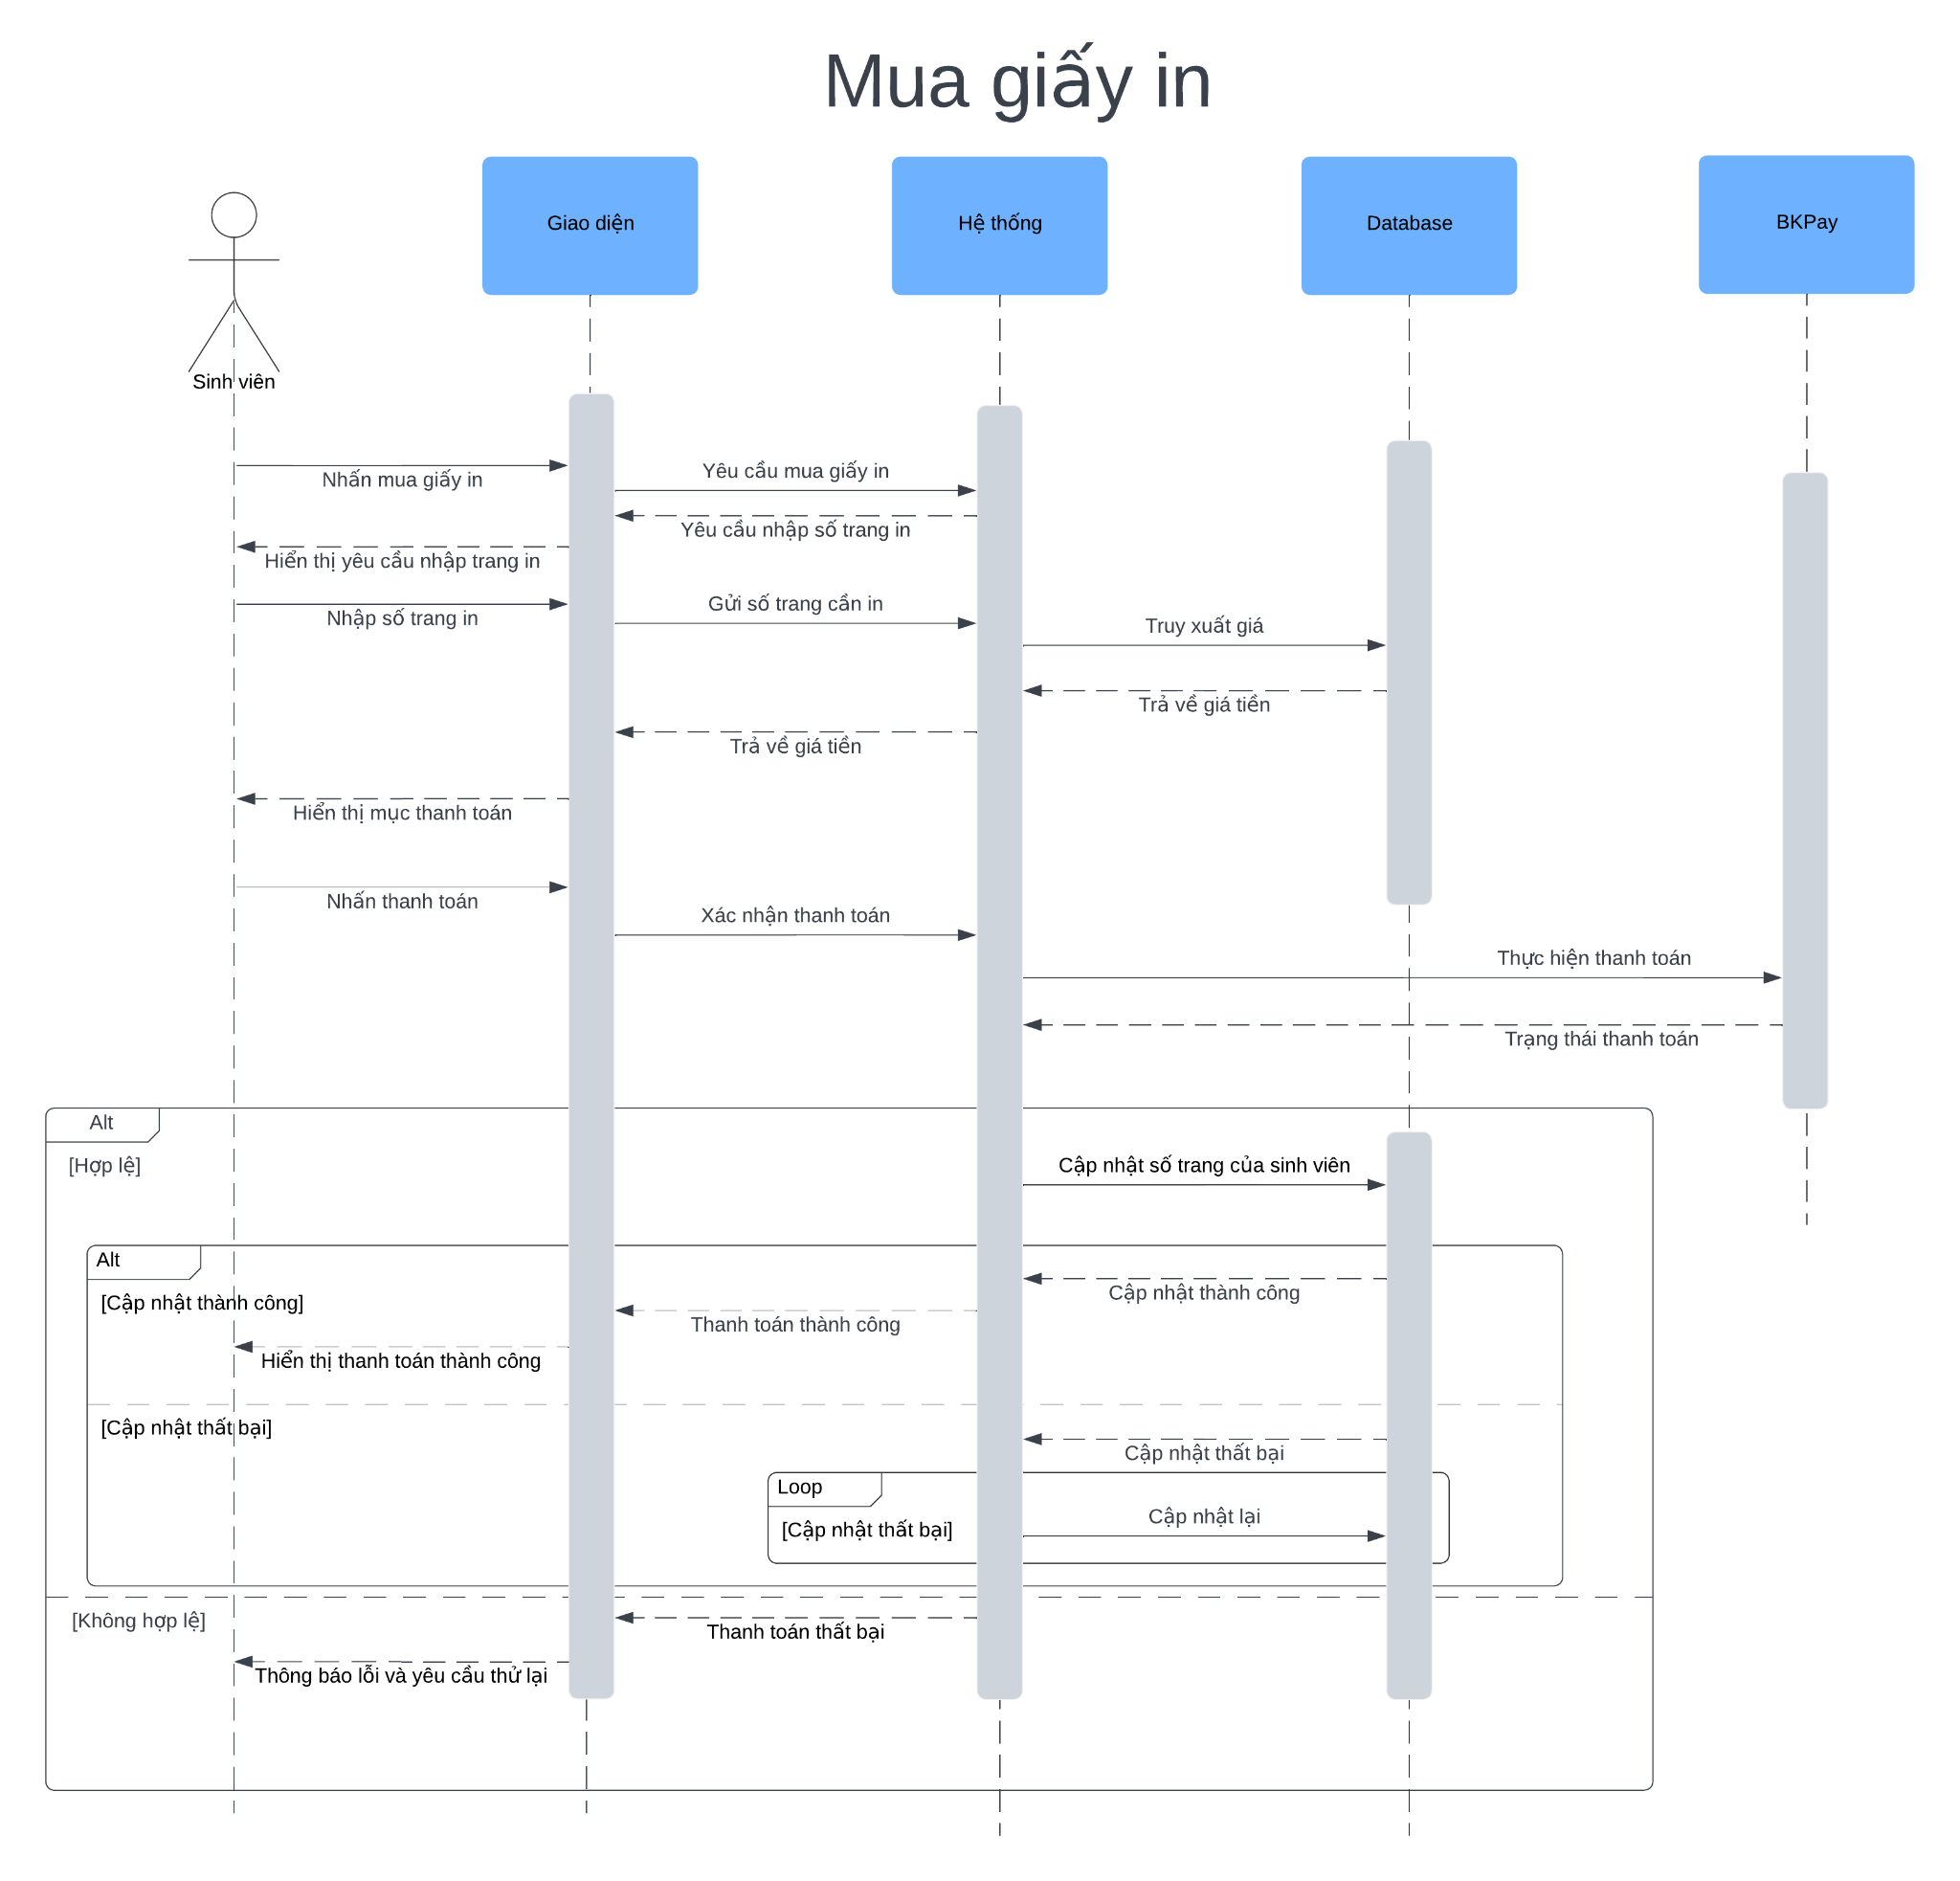 Mua giấy in
Giao diện
Hệ thống
Database
BKPay
Sinh viên
Nhấn mua giấy in
Yêu cầu mua giấy in
Yêu cầu nhập số trang in
Hiển thị yêu cầu nhập trang in
Nhập số trang in
Gửi số trang cần in
Truy xuất giá
Trả về giá tiền
Trả về giá tiền
Hiển thị mục thanh toán
Nhấn thanh toán
Xác nhận thanh toán
Thực hiện thanh toán
Trạng thái thanh toán
Alt
[Hợp lệ]
Cập nhật số trang của sinh viên
Alt
[Cập nhật thành công]
Cập nhật thành công
Thanh toán thành công
Hiển thị thanh toán thành công
[Cập nhật thất bại]
Cập nhật thất bại
Loop
[Cập nhật thất bại]
Cập nhật lại
[Không hợp lệ]
Thanh toán thất bại
Thông báo lỗi và yêu cầu thử lại